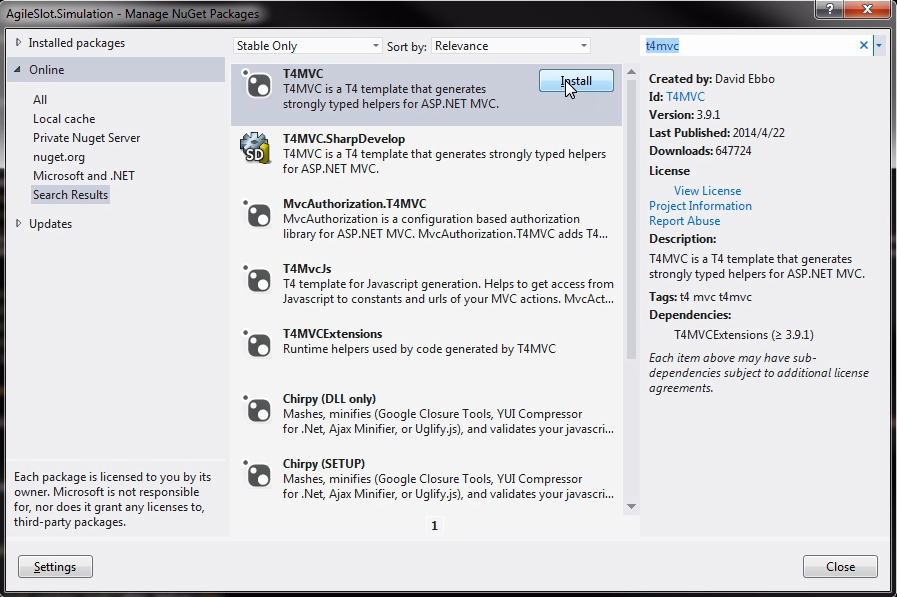 AgileSlot.Simulation - Manage NuGet Packages
?
Installed packages
Online
All
Local cache
Private Nuget Server
nuget.org
Microsoft and .NET
Search Results
Updates
Each package is licensed to you by its
owner. Microsoft is not responsible
for, nor does it grant any licenses to,
third-party packages.
Settings
Stable Only
Sort by: Relevance
T4MVC
T4MVC is a T4 template that generates
strongly typed helpers for ASP.NET MVC.
Install
SD
T4MVC.SharpDevelop
T4MVC is a T4 template that generates strongly typed helpers
for ASP.NET MVC.
MvcAuthorization.T4MVC
MvcAuthorization is a configuration based authorization
library for ASP.NET MVC. MvcAuthorization.T4MVC adds T4...
T4MvcJs
T4 template for Javascript generation. Helps to get access from
Javascript to constants and urls of your MVC actions. MvcAct...
T4MVCExtensions
Runtime helpers used by code generated by T4MVC
Chirpy (DLL only)
Mashes, minifies (Google Closure Tools, YUI Compressor
for .Net, Ajax Minifier, or Uglify.js), and validates your javascri...
Chirpy (SETUP)
Mashes, minifies (Google Closure Tools, YUI Compressor
for .Net, Ajax Minifier, or Uglify.js), and validates your javascri...
1
t4mvc
Created by: David Ebbo
Id: T4MVC
Version: 3.9.1
Last Published: 2014/4/22
Downloads: 647724
License
View License
Project Information
Report Abuse
Description:
T4MVC is a T4 template that generates
strongly typed helpers for ASP.NET MVC.
Tags: t4 mvc t4mvc
Dependencies:
T4MVCExtensions (≥ 3.9.1)
Each item above may have sub-
dependencies subject to additional license
agreements.
Close